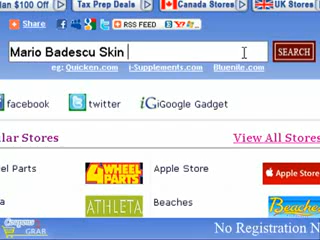 an $100 Off Tax Prep Deals Canada Stores UK Stores
Share RSS FEED
Mario Badescu Skin SEARCH
eg: Quicken.com i-Supplements.com Bluenile.com
facebook twitter iGoogle Gadget
lar Stores View All Stores
el Parts 4 WHEEL PARTS Apple Store Apple Store
a ATHLETA Beaches Beaches
Coupons GRAB No Registration N